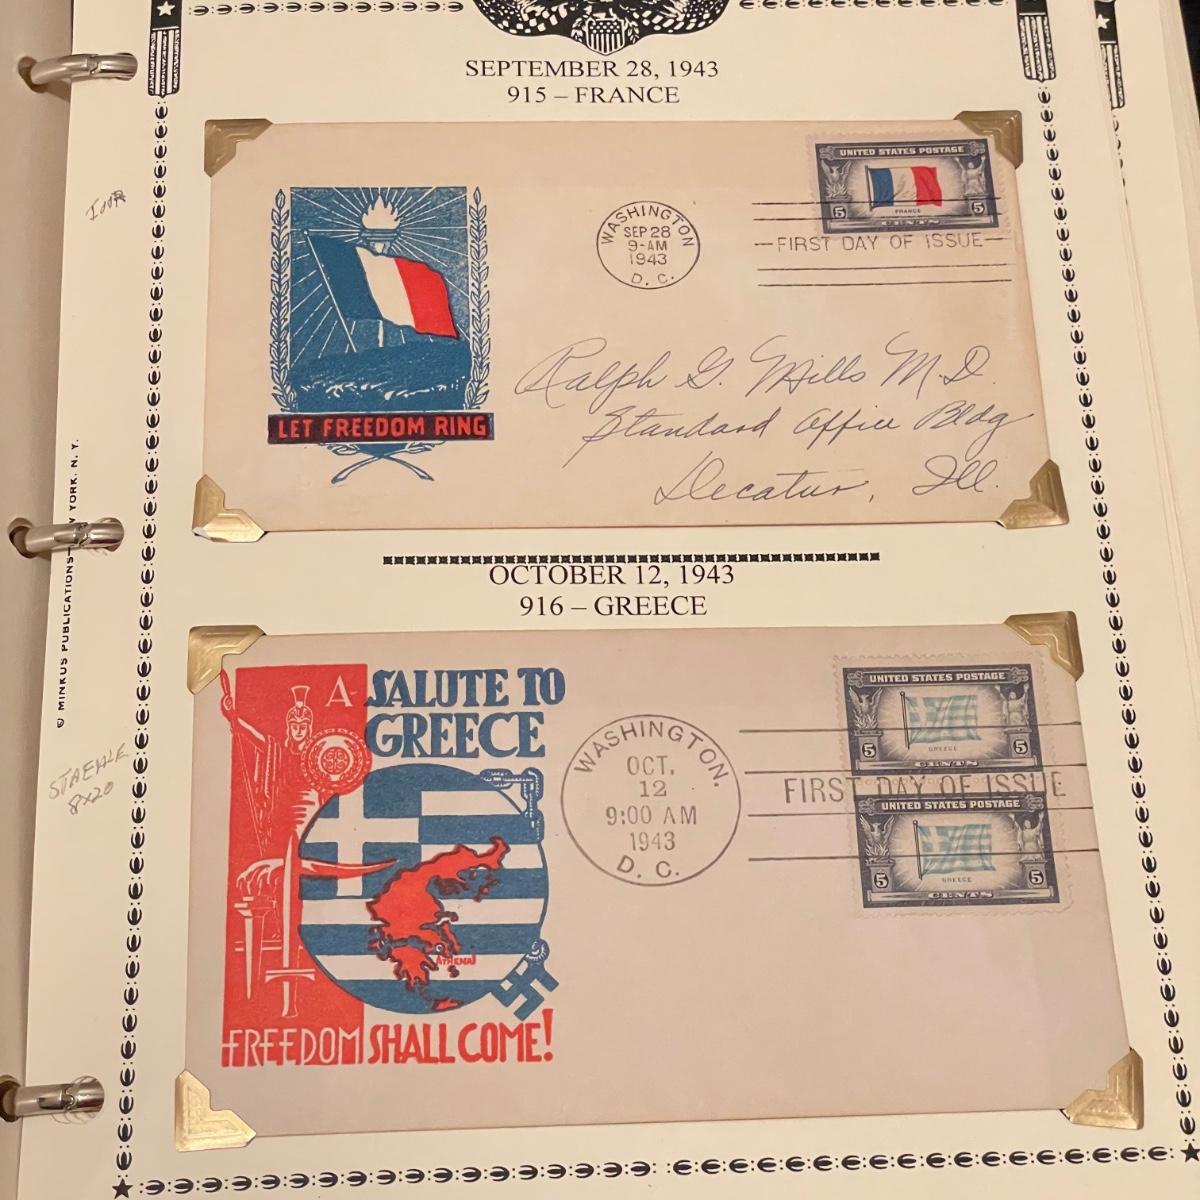 SEPTEMBER 28, 1943
915 – FRANCE
UNITED STATES POSTAGE
FRANCE
5 5
CENTS
WASHINGTON
SEP 28
9-AM
1943
D. C.
FIRST DAY OF ISSUE
LET FREEDOM RING
Ralph G. Mills M.D.
Standard Office Bldg
Decatur, Ill.
OCTOBER 12, 1943
916 – GREECE
A
SALUTE TO
GREECE
ATHENAI
FREEDOM SHALL COME!
WASHINGTON.
OCT.
12
9:00 AM
1943
D. C.
FIRST DAY OF ISSUE
UNITED STATES POSTAGE
GREECE
5 5
CENTS
UNITED STATES POSTAGE
GREECE
5 5
CENTS
© MINKUS PUBLICATIONS YORK. N. Y.
STAEHLE
8x20